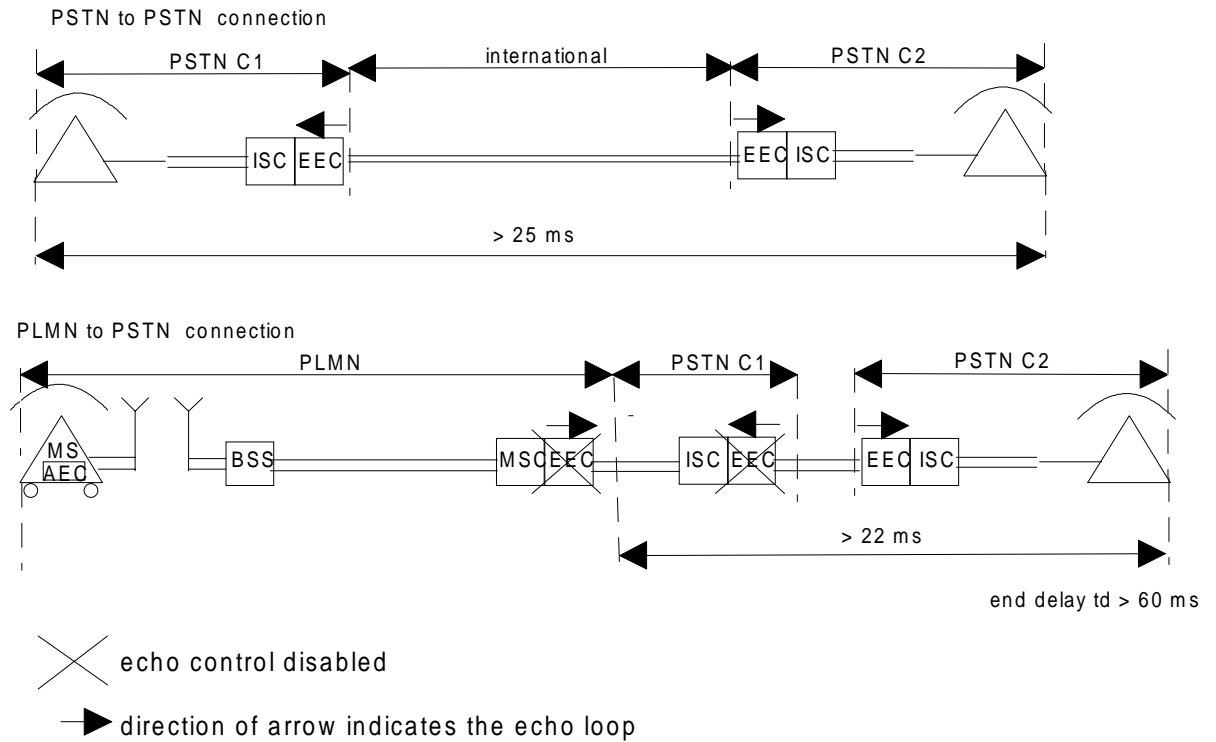 PSTN to PSTN connection
PSTN C1
international
PSTN C2
ISC EEC
EEC ISC
> 25 ms
PLMN to PSTN connection
PLMN
PSTN C1
PSTN C2
MS
AEC
BSS
MSC EEC
ISC EEC
EEC ISC
> 22 ms
end delay td > 60 ms
echo control disabled
direction of arrow indicates the echo loop